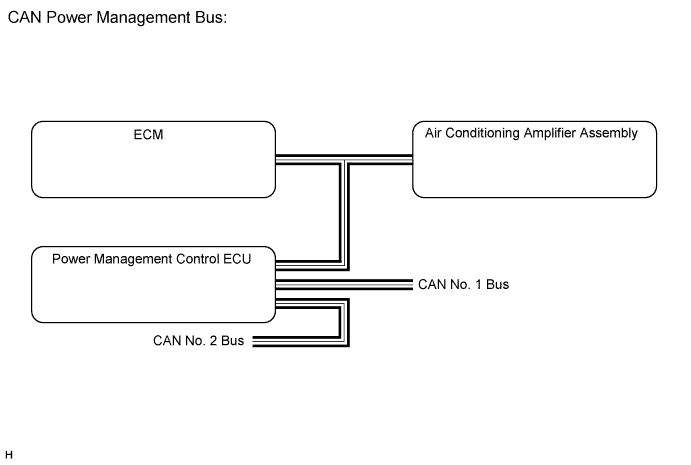 CAN Power Management Bus:
ECM
Air Conditioning Amplifier Assembly
Power Management Control ECU
CAN No. 1 Bus
CAN No. 2 Bus
H